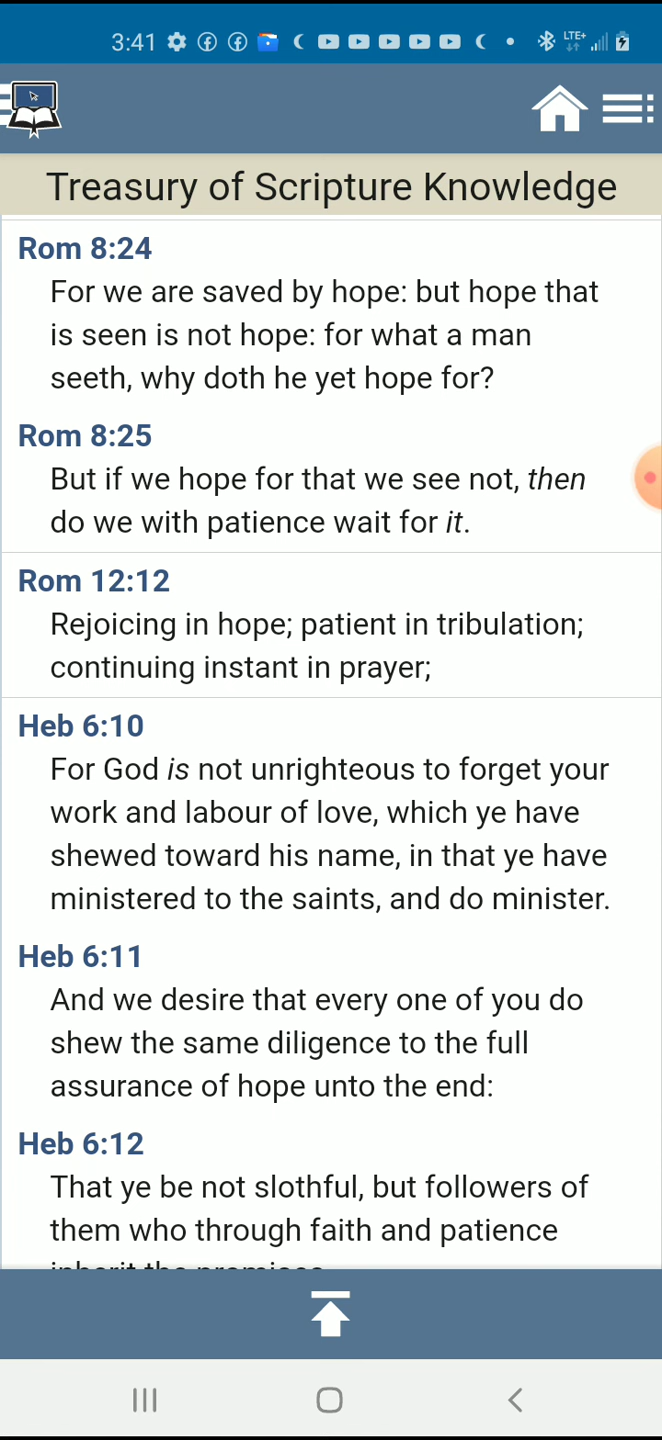 3:41
LTE+
Treasury of Scripture Knowledge
Rom 8:24
For we are saved by hope: but hope that
is seen is not hope: for what a man
seeth, why doth he yet hope for?
Rom 8:25
But if we hope for that we see not, then
do we with patience wait for it.
Rom 12:12
Rejoicing in hope; patient in tribulation;
continuing instant in prayer;
Heb 6:10
For God is not unrighteous to forget your
work and labour of love, which ye have
shewed toward his name, in that ye have
ministered to the saints, and do minister.
Heb 6:11
And we desire that every one of you do
shew the same diligence to the full
assurance of hope unto the end:
Heb 6:12
That ye be not slothful, but followers of
them who through faith and patience
inherit the promises